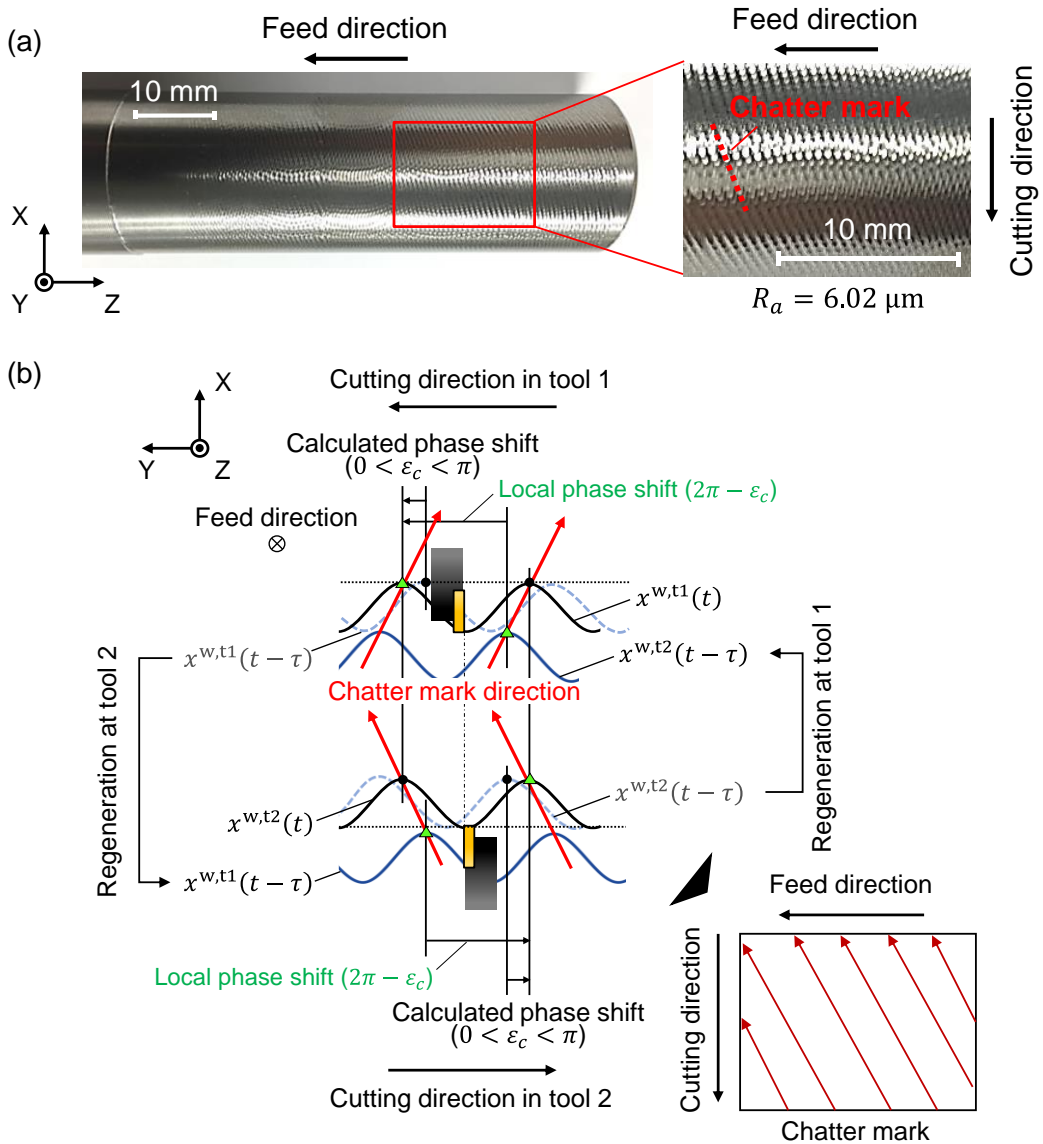 (a)
Feed direction
10 mm
X
Y
Z
Feed direction
Chatter mark
10 mm
Cutting direction
R_a = 6.02 μm
(b)
X
Y
Z
Cutting direction in tool 1
Calculated phase shift
(0 < ε_c < π)
Local phase shift (2π − ε_c)
Feed direction
x^{w,t1}(t)
x^{w,t1}(t − τ)
x^{w,t2}(t − τ)
Chatter mark direction
Regeneration at tool 2
Regeneration at tool 1
x^{w,t2}(t − τ)
x^{w,t2}(t)
x^{w,t1}(t − τ)
Local phase shift (2π − ε_c)
Calculated phase shift
(0 < ε_c < π)
Cutting direction in tool 2
Feed direction
Cutting direction
Chatter mark